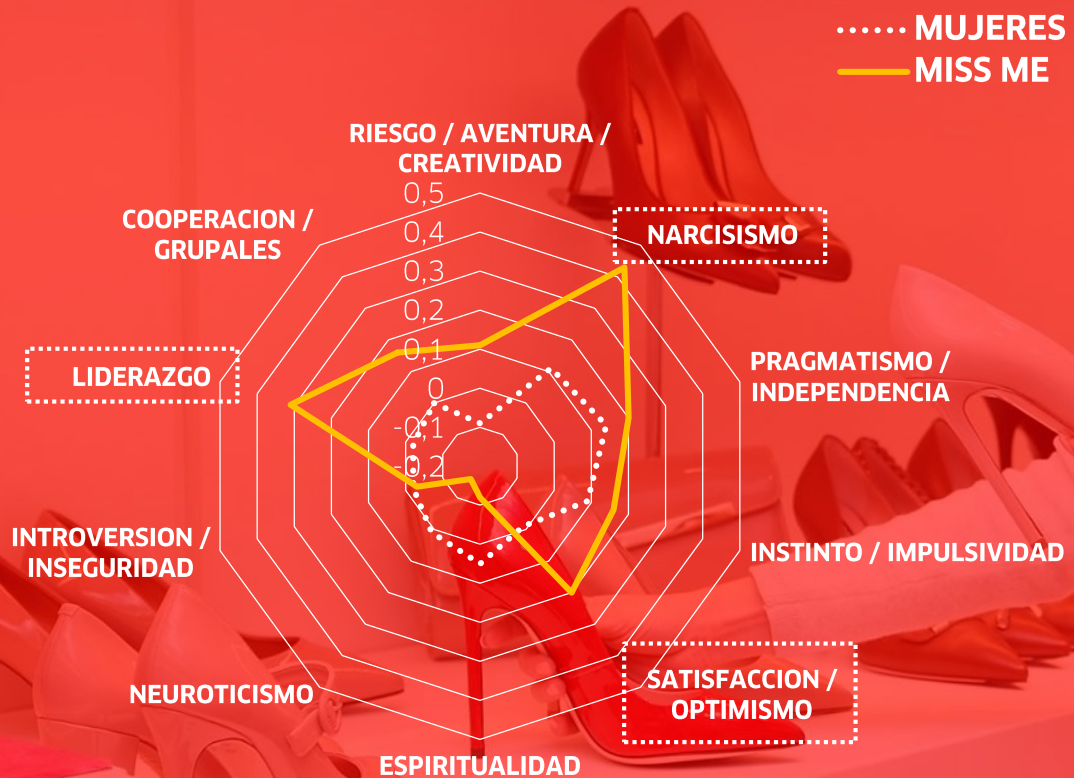 MUJERES
MISS ME
RIESGO / AVENTURA /
CREATIVIDAD
COOPERACION /
GRUPALES
NARCISISMO
LIDERAZGO
PRAGMATISMO /
INDEPENDENCIA
INTROVERSION /
INSEGURIDAD
INSTINTO / IMPULSIVIDAD
NEUROTICISMO
SATISFACCION /
OPTIMISMO
ESPIRITUALIDAD
0,5
0,4
0,3
0,2
0,1
0
-0,1
-0,2